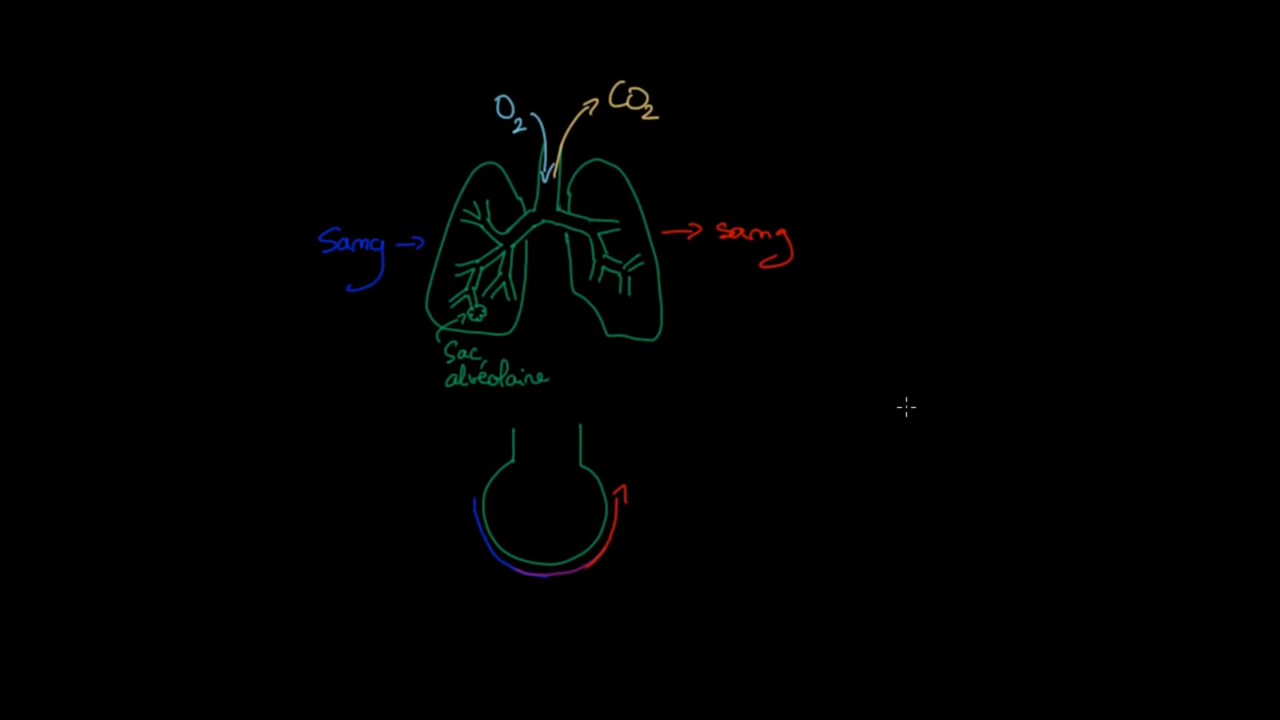 O₂
CO₂
Sang
sang
Sac
alvéolaire